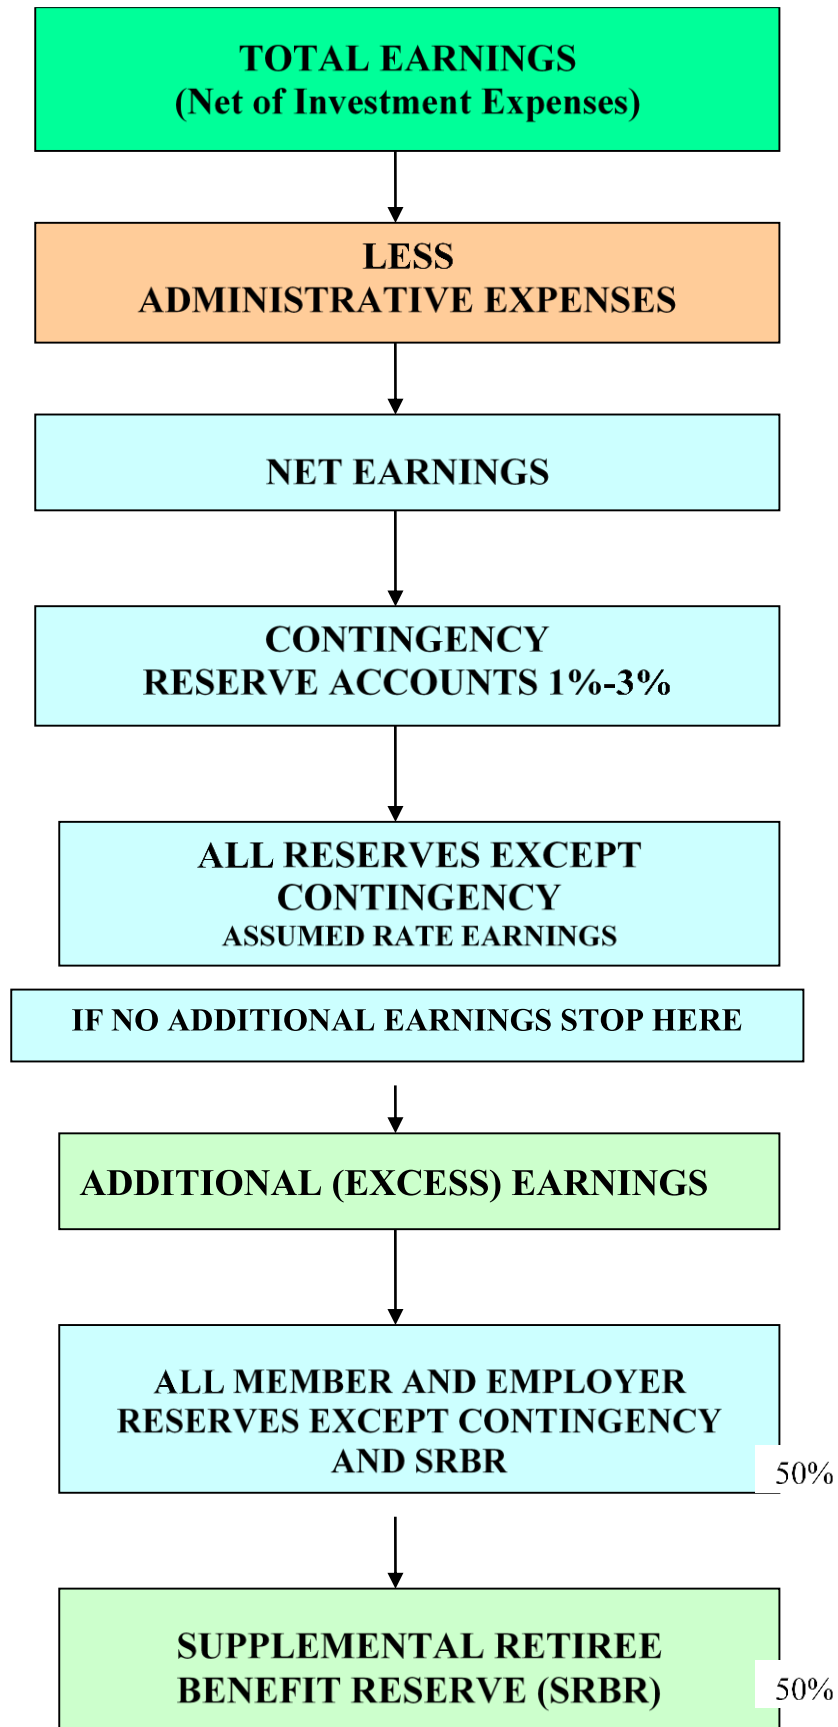 TOTAL EARNINGS
(Net of Investment Expenses)
LESS
ADMINISTRATIVE EXPENSES
NET EARNINGS
CONTINGENCY
RESERVE ACCOUNTS 1%-3%
ALL RESERVES EXCEPT
CONTINGENCY
ASSUMED RATE EARNINGS
IF NO ADDITIONAL EARNINGS STOP HERE
ADDITIONAL (EXCESS) EARNINGS
ALL MEMBER AND EMPLOYER
RESERVES EXCEPT CONTINGENCY
AND SRBR
50%
SUPPLEMENTAL RETIREE
BENEFIT RESERVE (SRBR)
50%